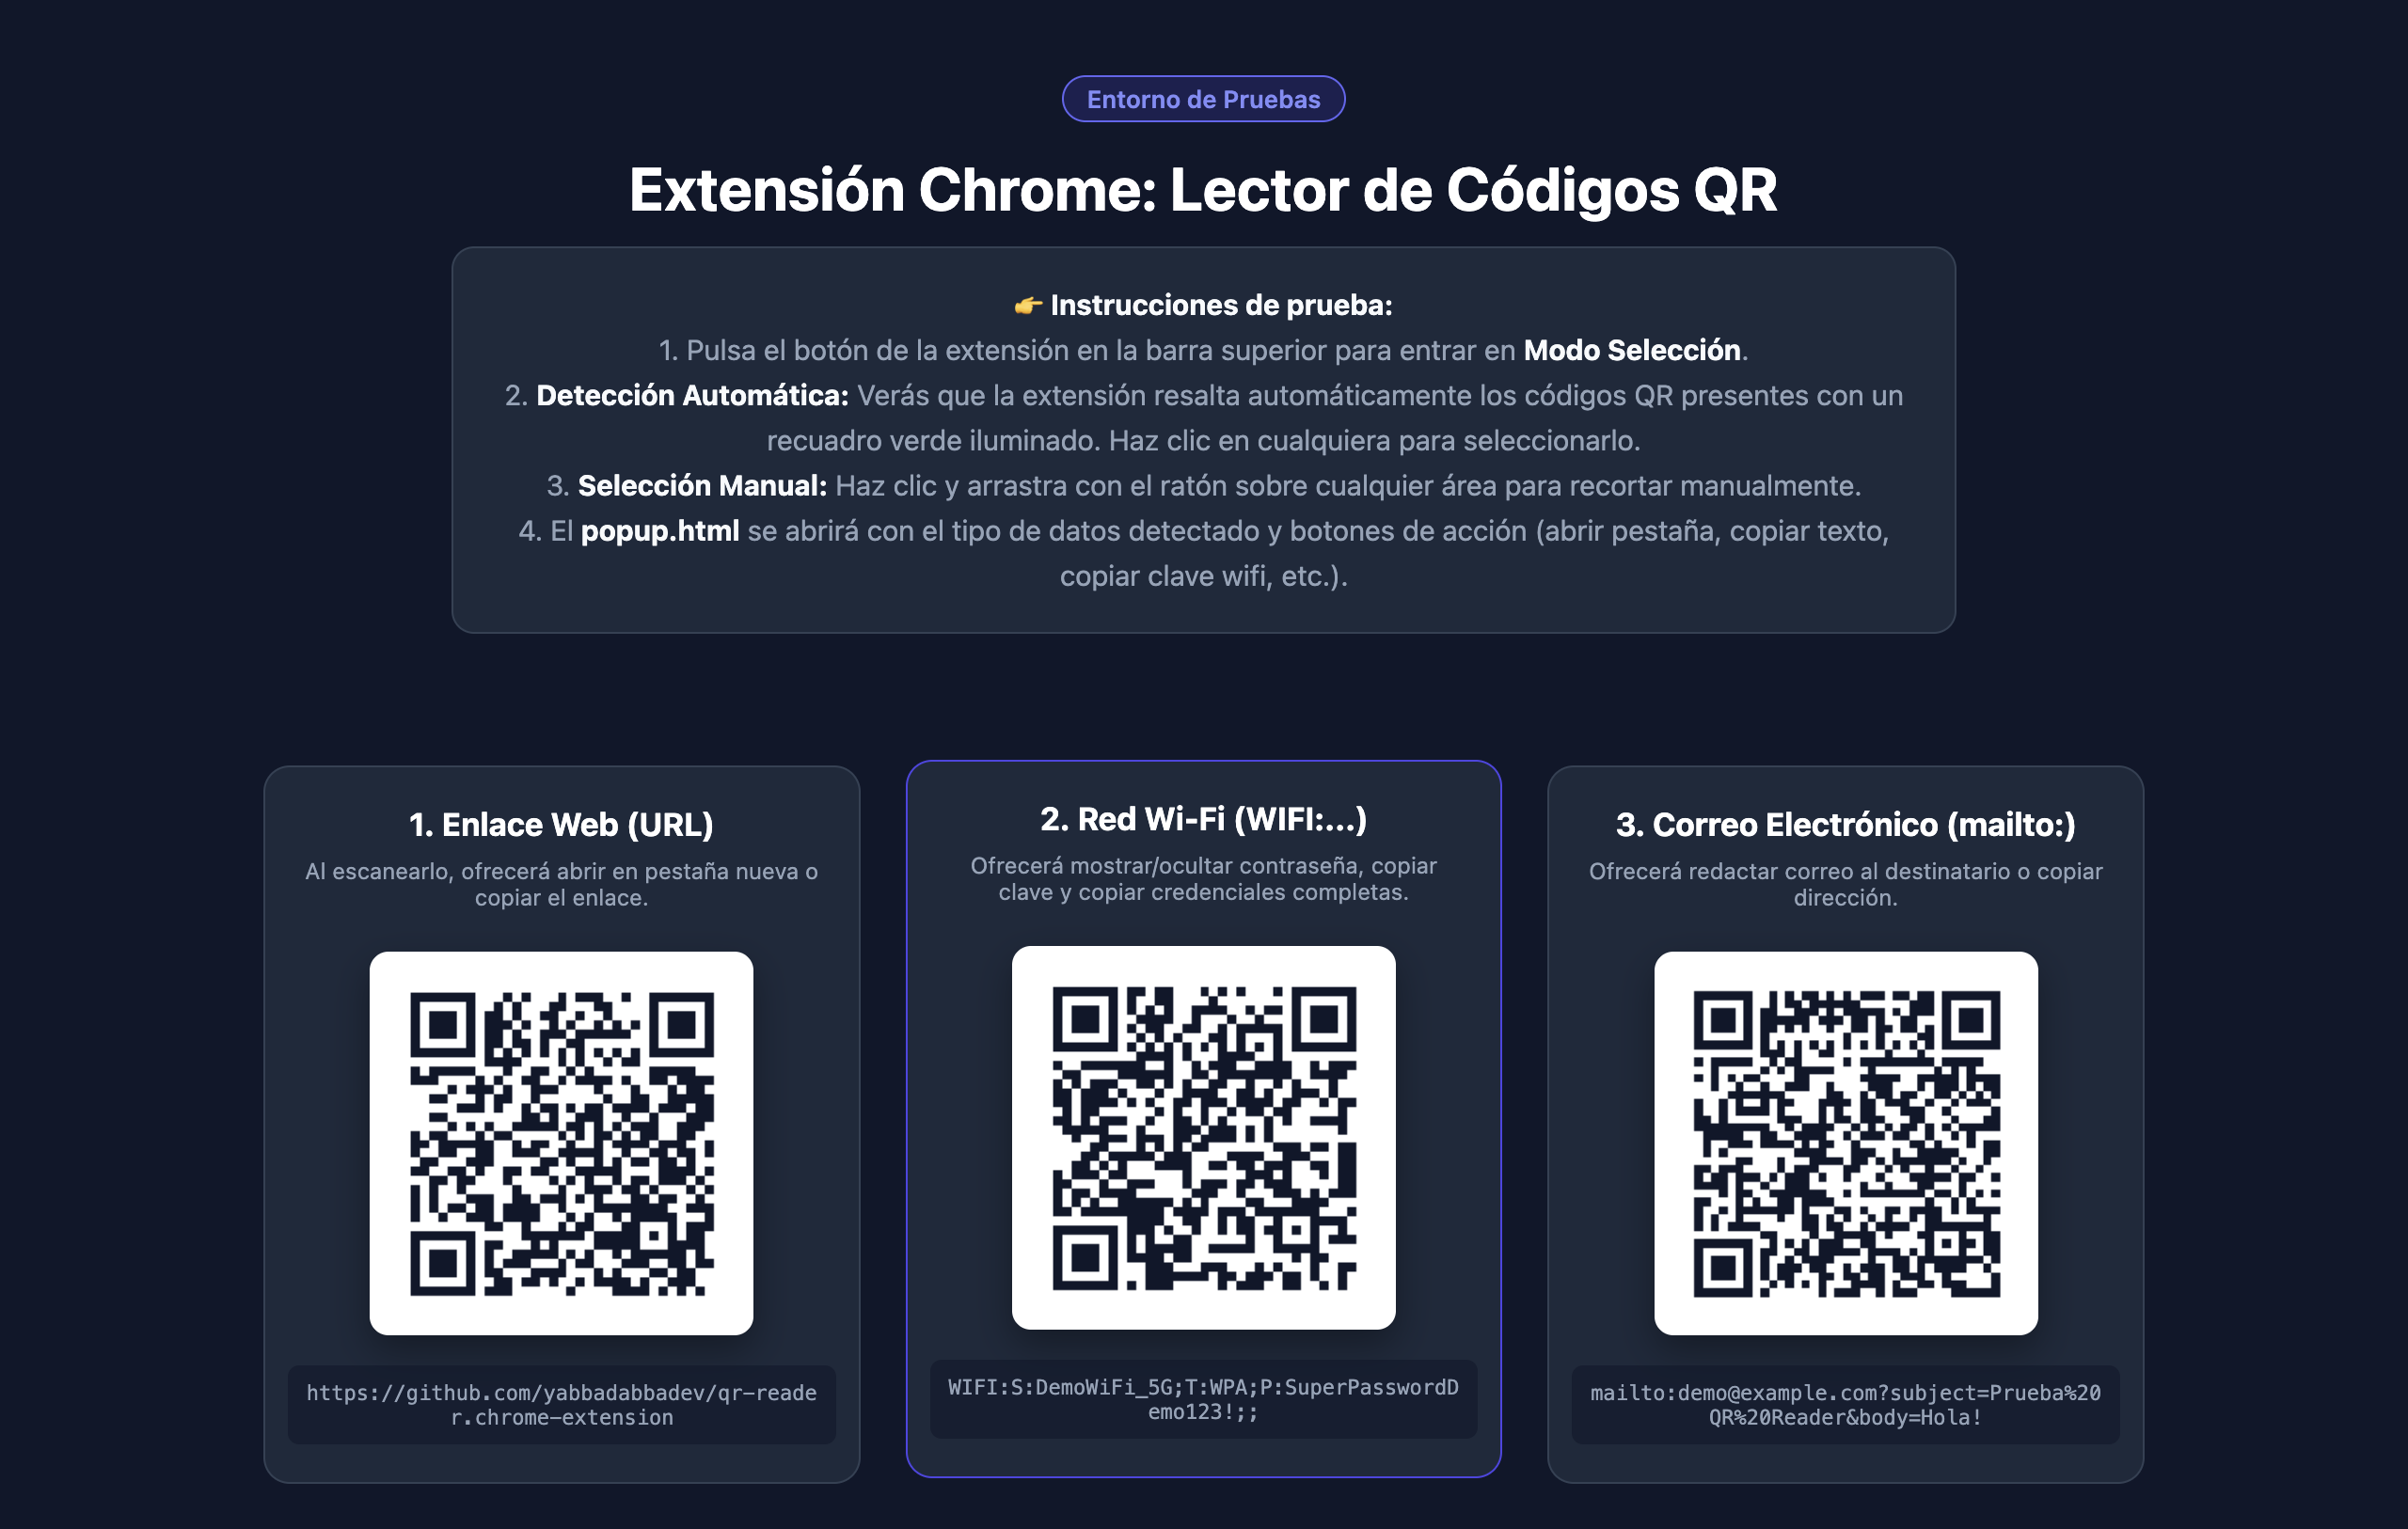 Entorno de Pruebas
Extensión Chrome: Lector de Códigos QR
👉 Instrucciones de prueba:
1. Pulsa el botón de la extensión en la barra superior para entrar en Modo Selección.
2. Detección Automática: Verás que la extensión resalta automáticamente los códigos QR presentes con un
recuadro verde iluminado. Haz clic en cualquiera para seleccionarlo.
3. Selección Manual: Haz clic y arrastra con el ratón sobre cualquier área para recortar manualmente.
4. El popup.html se abrirá con el tipo de datos detectado y botones de acción (abrir pestaña, copiar texto,
copiar clave wifi, etc.).
1. Enlace Web (URL)
Al escanearlo, ofrecerá abrir en pestaña nueva o
copiar el enlace.
https://github.com/yabbadabbadev/qr-reade
r.chrome-extension
2. Red Wi-Fi (WIFI:...)
Ofrecerá mostrar/ocultar contraseña, copiar
clave y copiar credenciales completas.
WIFI:S:DemoWiFi_5G;T:WPA;P:SuperPasswordD
emo123!;;
3. Correo Electrónico (mailto:)
Ofrecerá redactar correo al destinatario o copiar
dirección.
mailto:demo@example.com?subject=Prueba%20
QR%20Reader&body=Hola!